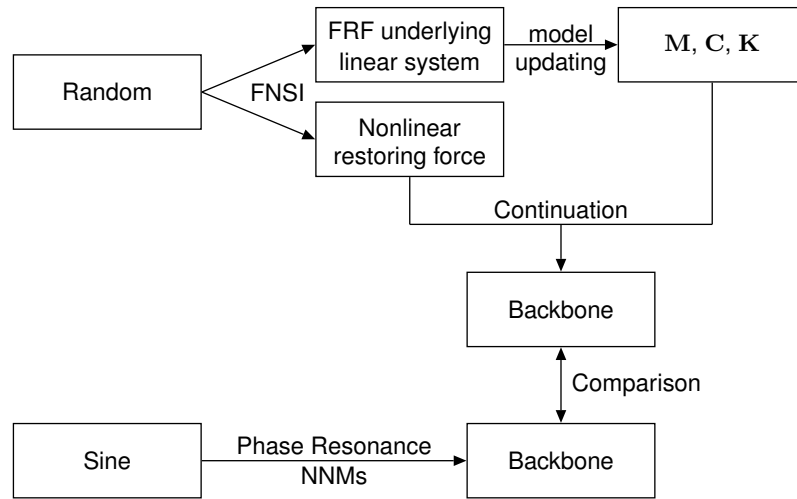 FRF underlying
linear system
model
updating
M, C, K
Random
FNSI
Nonlinear
restoring force
Continuation
Backbone
Comparison
Sine
Phase Resonance
NNMs
Backbone